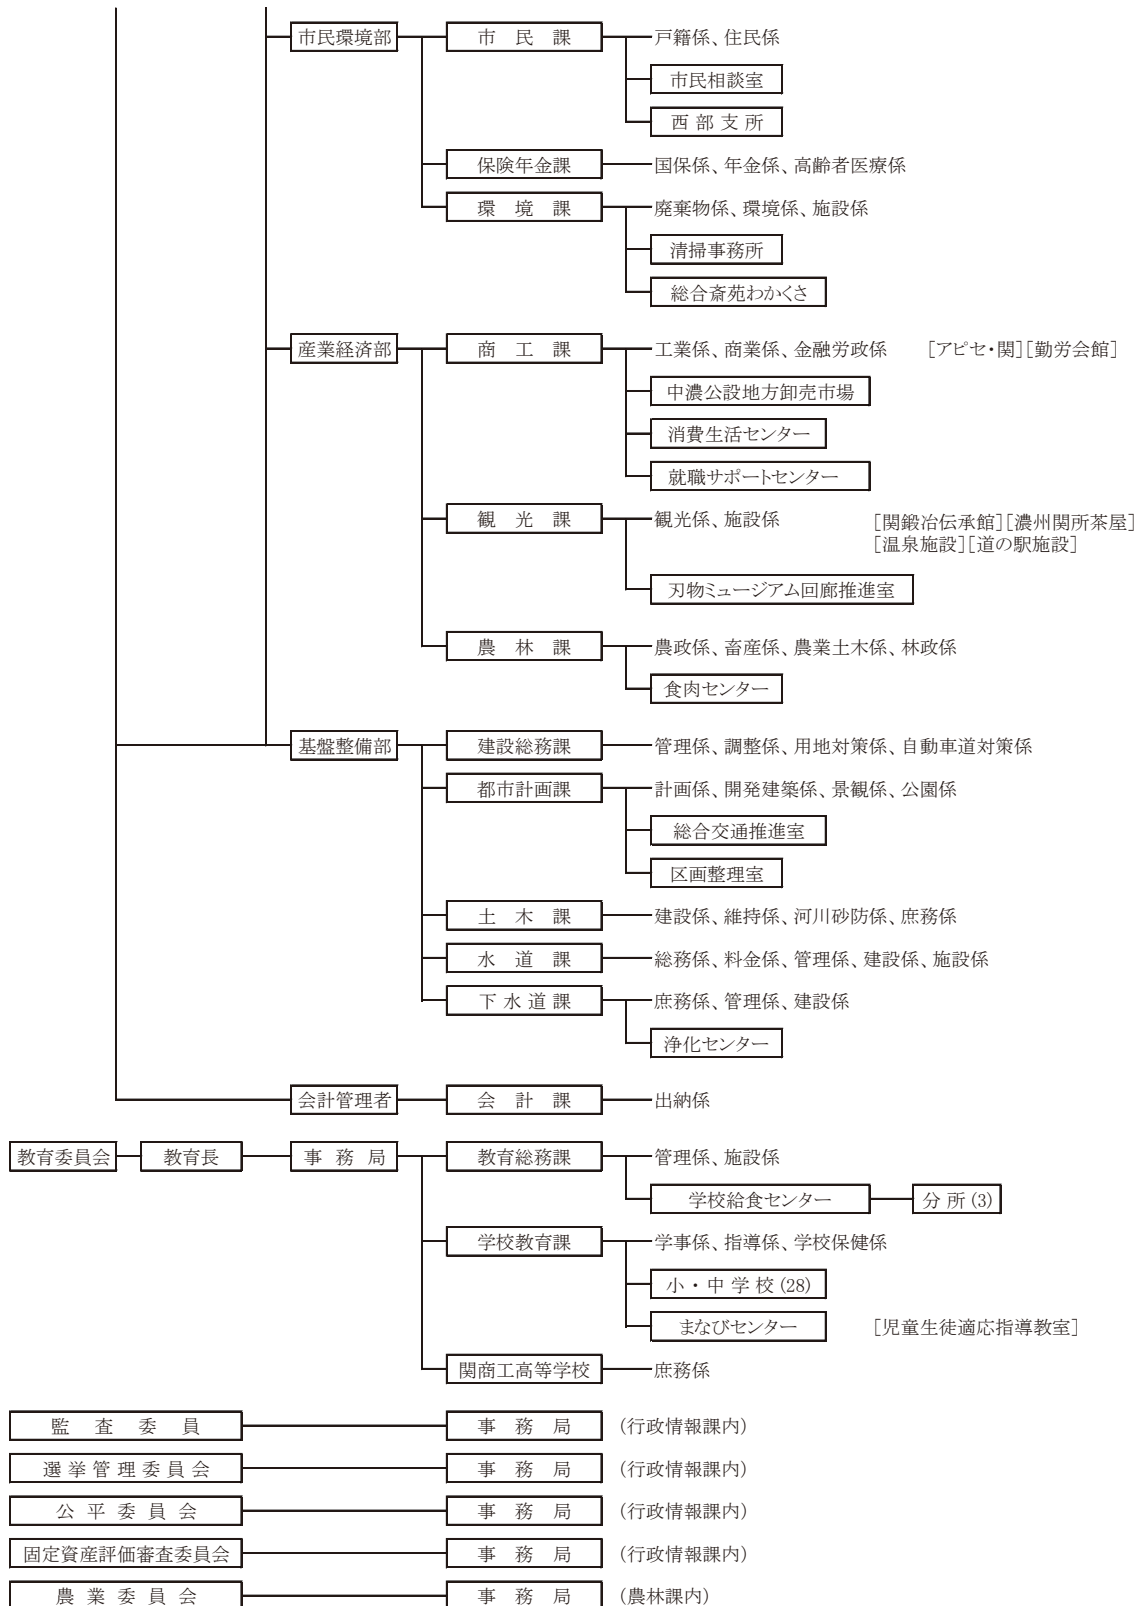 市民環境部 市民課 戸籍係、住民係
市民相談室
西部支所
保険年金課 国保係、年金係、高齢者医療係
環境課 廃棄物係、環境係、施設係
清掃事務所
総合斎苑わかくさ
産業経済部 商工課 工業係、商業係、金融労政係 [アピセ・関][勤労会館]
中濃公設地方卸売市場
消費生活センター
就職サポートセンター
観光課 観光係、施設係 [関鍛冶伝承館][濃州関所茶屋]
[温泉施設][道の駅施設]
刃物ミュージアム回廊推進室
農林課 農政係、畜産係、農業土木係、林政係
食肉センター
基盤整備部 建設総務課 管理係、調整係、用地対策係、自動車道対策係
都市計画課 計画係、開発建築係、景観係、公園係
総合交通推進室
区画整理室
土木課 建設係、維持係、河川砂防係、庶務係
水道課 総務係、料金係、管理係、建設係、施設係
下水道課 庶務係、管理係、建設係
浄化センター
会計管理者 会計課 出納係
教育委員会 教育長 事務局 教育総務課 管理係、施設係
学校給食センター 分所(3)
学校教育課 学事係、指導係、学校保健係
小・中学校(28)
まなびセンター [児童生徒適応指導教室]
関商工高等学校 庶務係
監査委員 事務局 (行政情報課内)
選挙管理委員会 事務局 (行政情報課内)
公平委員会 事務局 (行政情報課内)
固定資産評価審査委員会 事務局 (行政情報課内)
農業委員会 事務局 (農林課内)